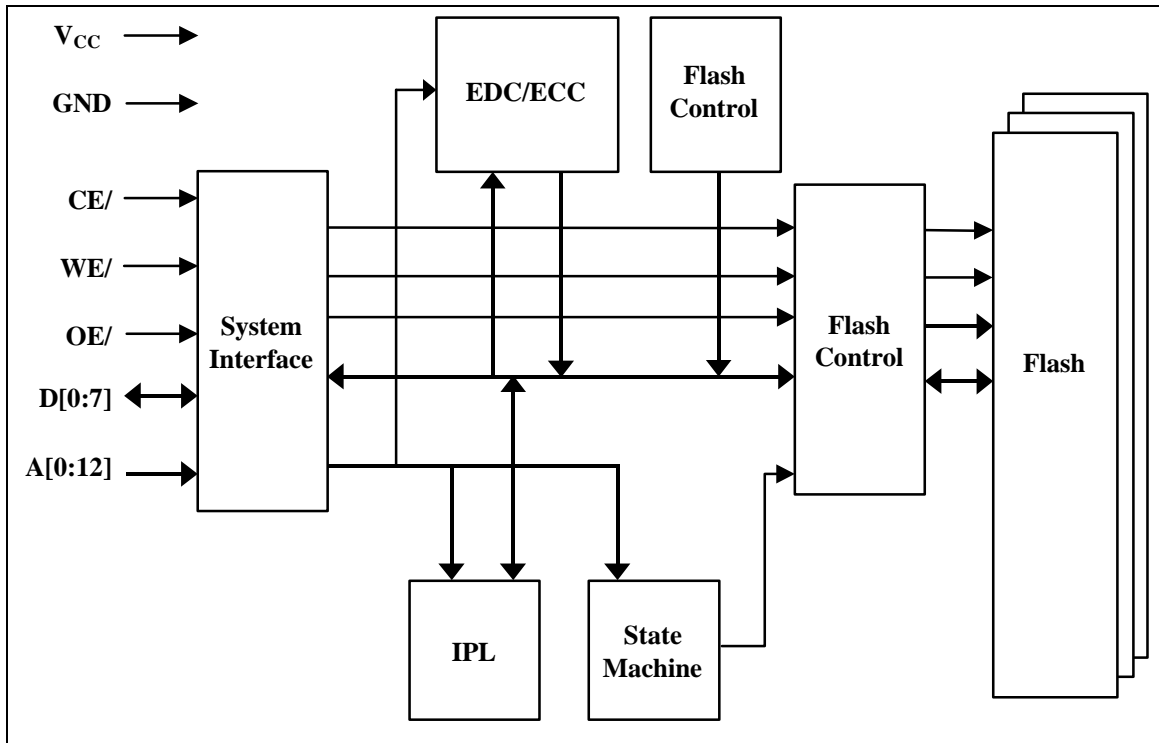 V_CC
GND
CE/
WE/
OE/
D[0:7]
A[0:12]
System
Interface
EDC/ECC
Flash
Control
IPL
State
Machine
Flash
Control
Flash